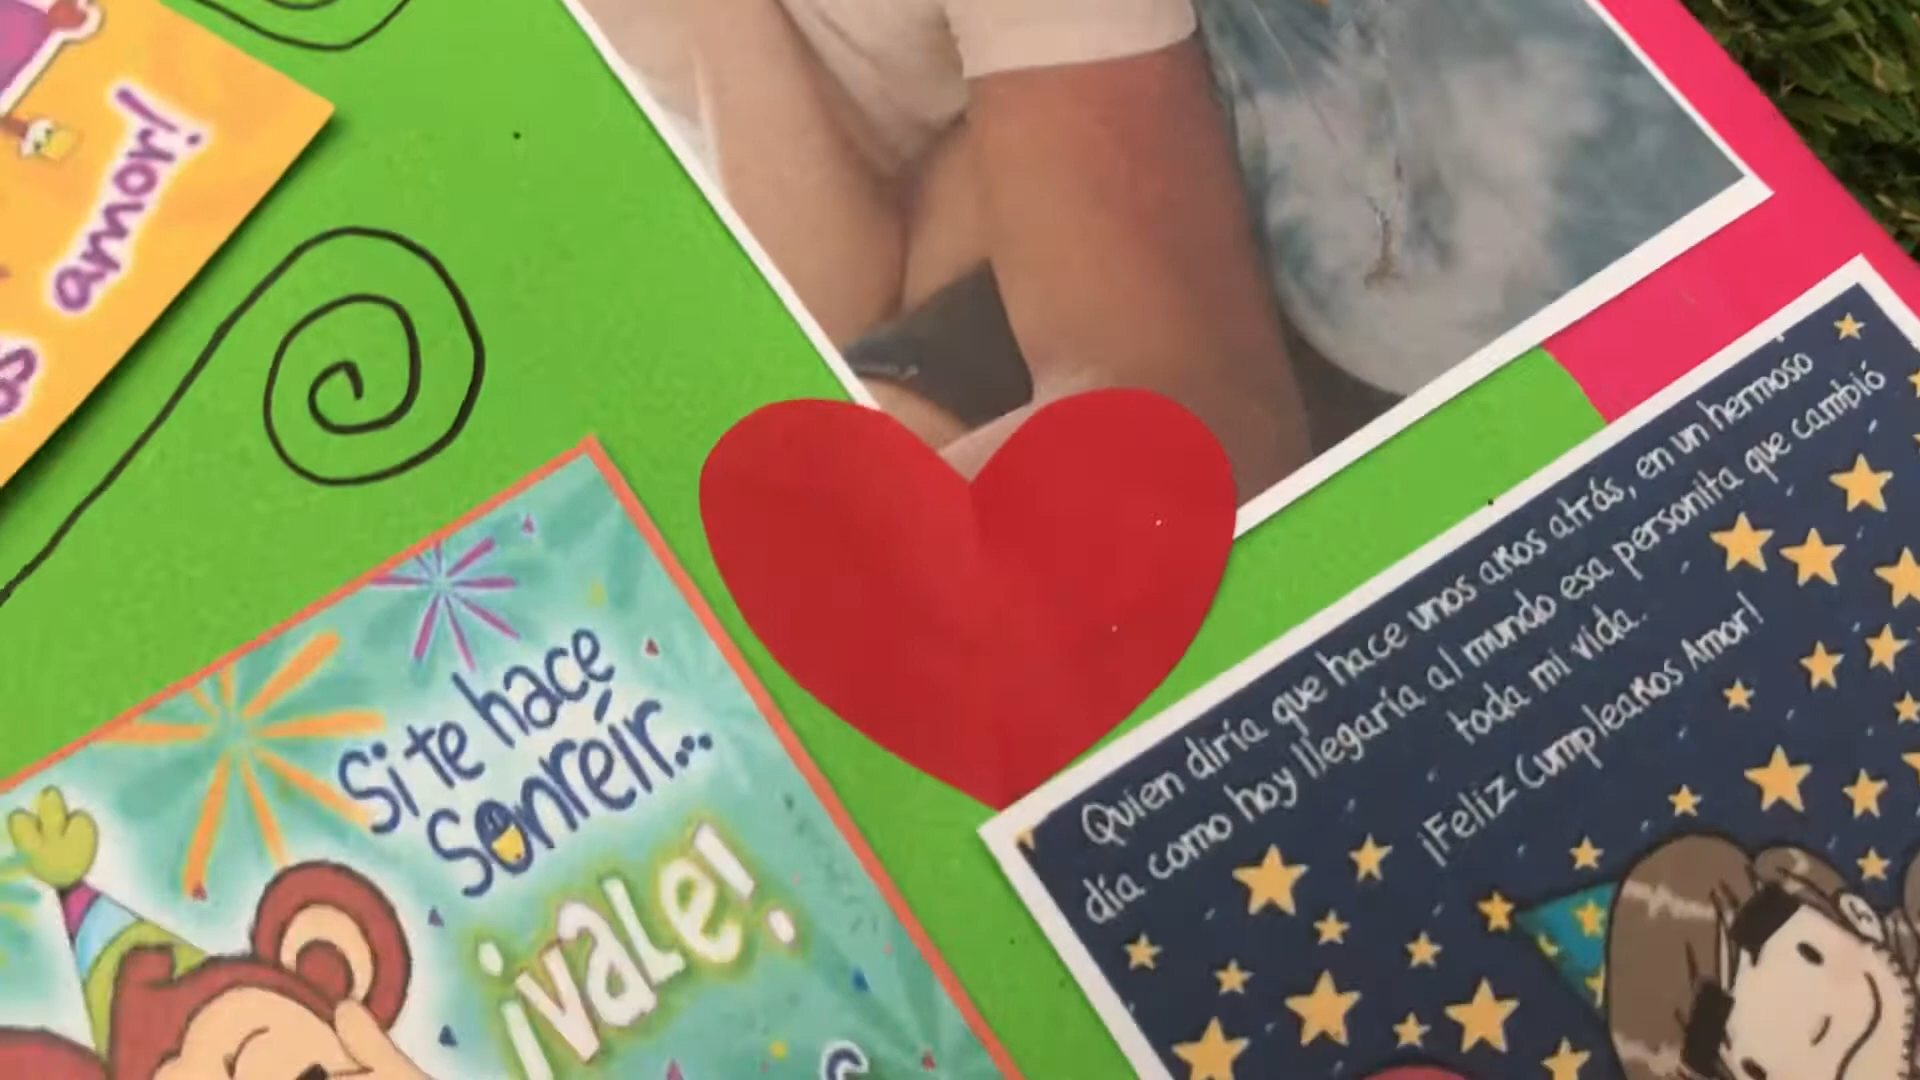 amor!
Si te hace
sonreír...
¡vale!
Quien diría que hace unos años atrás, en un hermoso
día como hoy llegaría al mundo esa personita que cambió
toda mi vida.
¡Feliz Cumpleaños Amor!